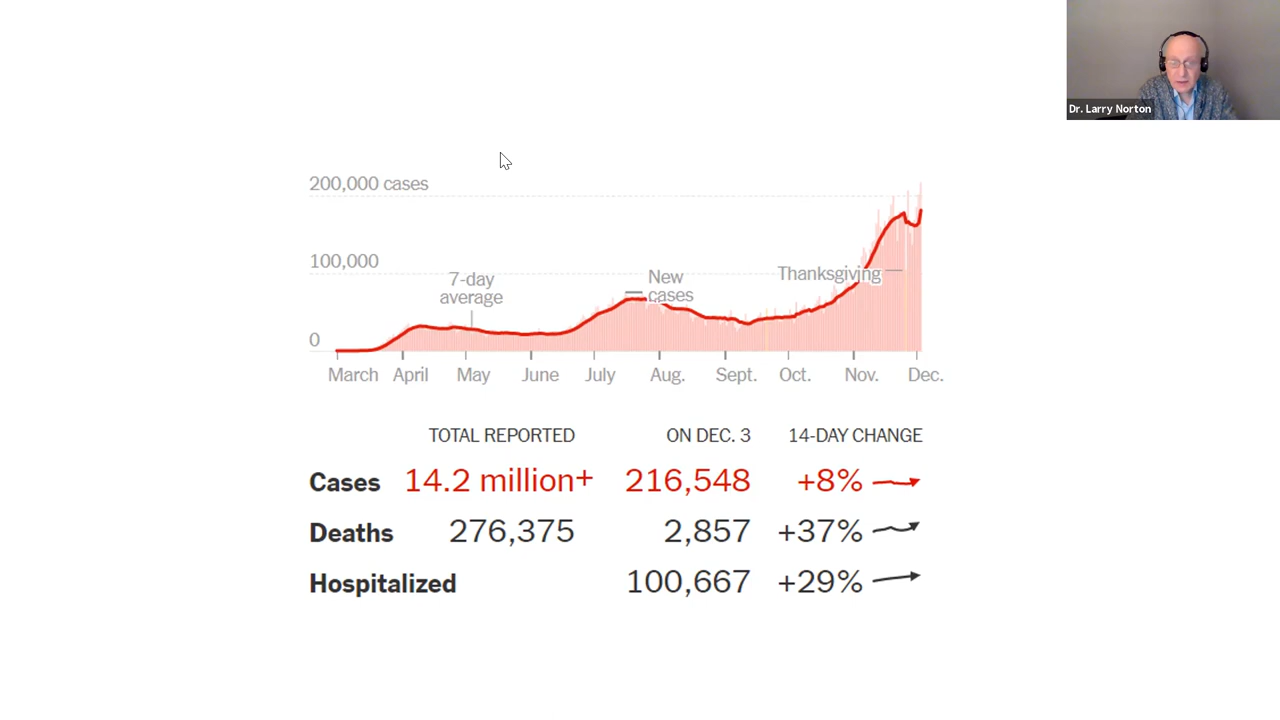 Dr. Larry Norton
200,000 cases
100,000
0
7-day
average
New
cases
Thanksgiving
March April May June July Aug. Sept. Oct. Nov. Dec.
TOTAL REPORTED ON DEC. 3 14-DAY CHANGE
Cases 14.2 million+ 216,548 +8%
Deaths 276,375 2,857 +37%
Hospitalized 100,667 +29%